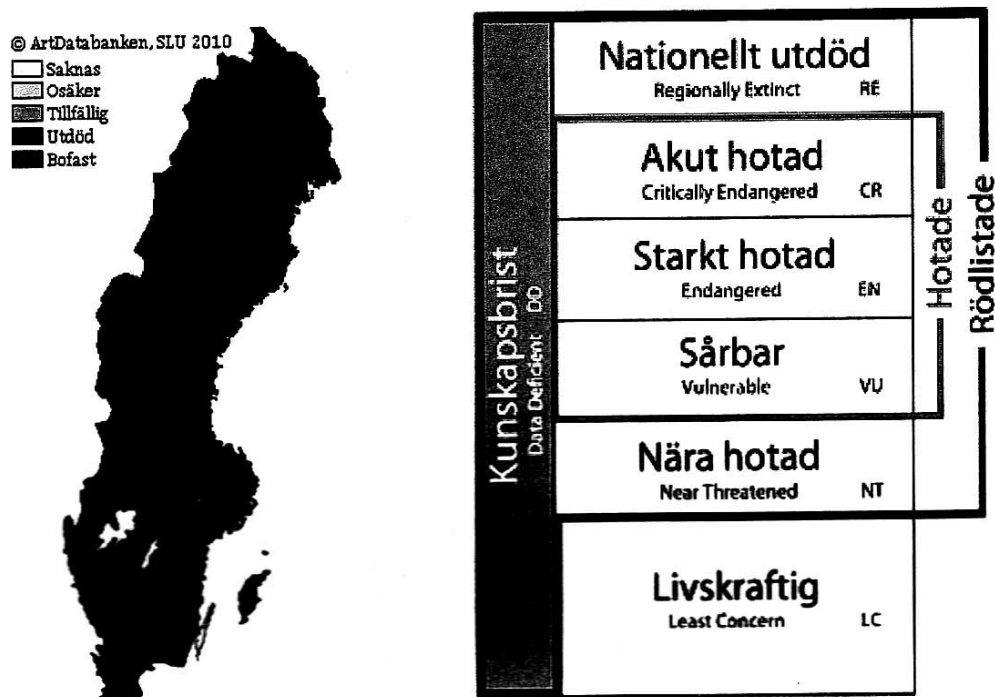 © ArtDatabanken, SLU 2010
Saknas
Osäker
Tillfällig
Utdöd
Bofast
Kunskapsbrist
Data Deficient DD
Nationellt utdöd
Regionally Extinct RE
Akut hotad
Critically Endangered CR
Starkt hotad
Endangered EN
Sårbar
Vulnerable VU
Nära hotad
Near Threatened NT
Livskraftig
Least Concern LC
Hotade
Rödlistade